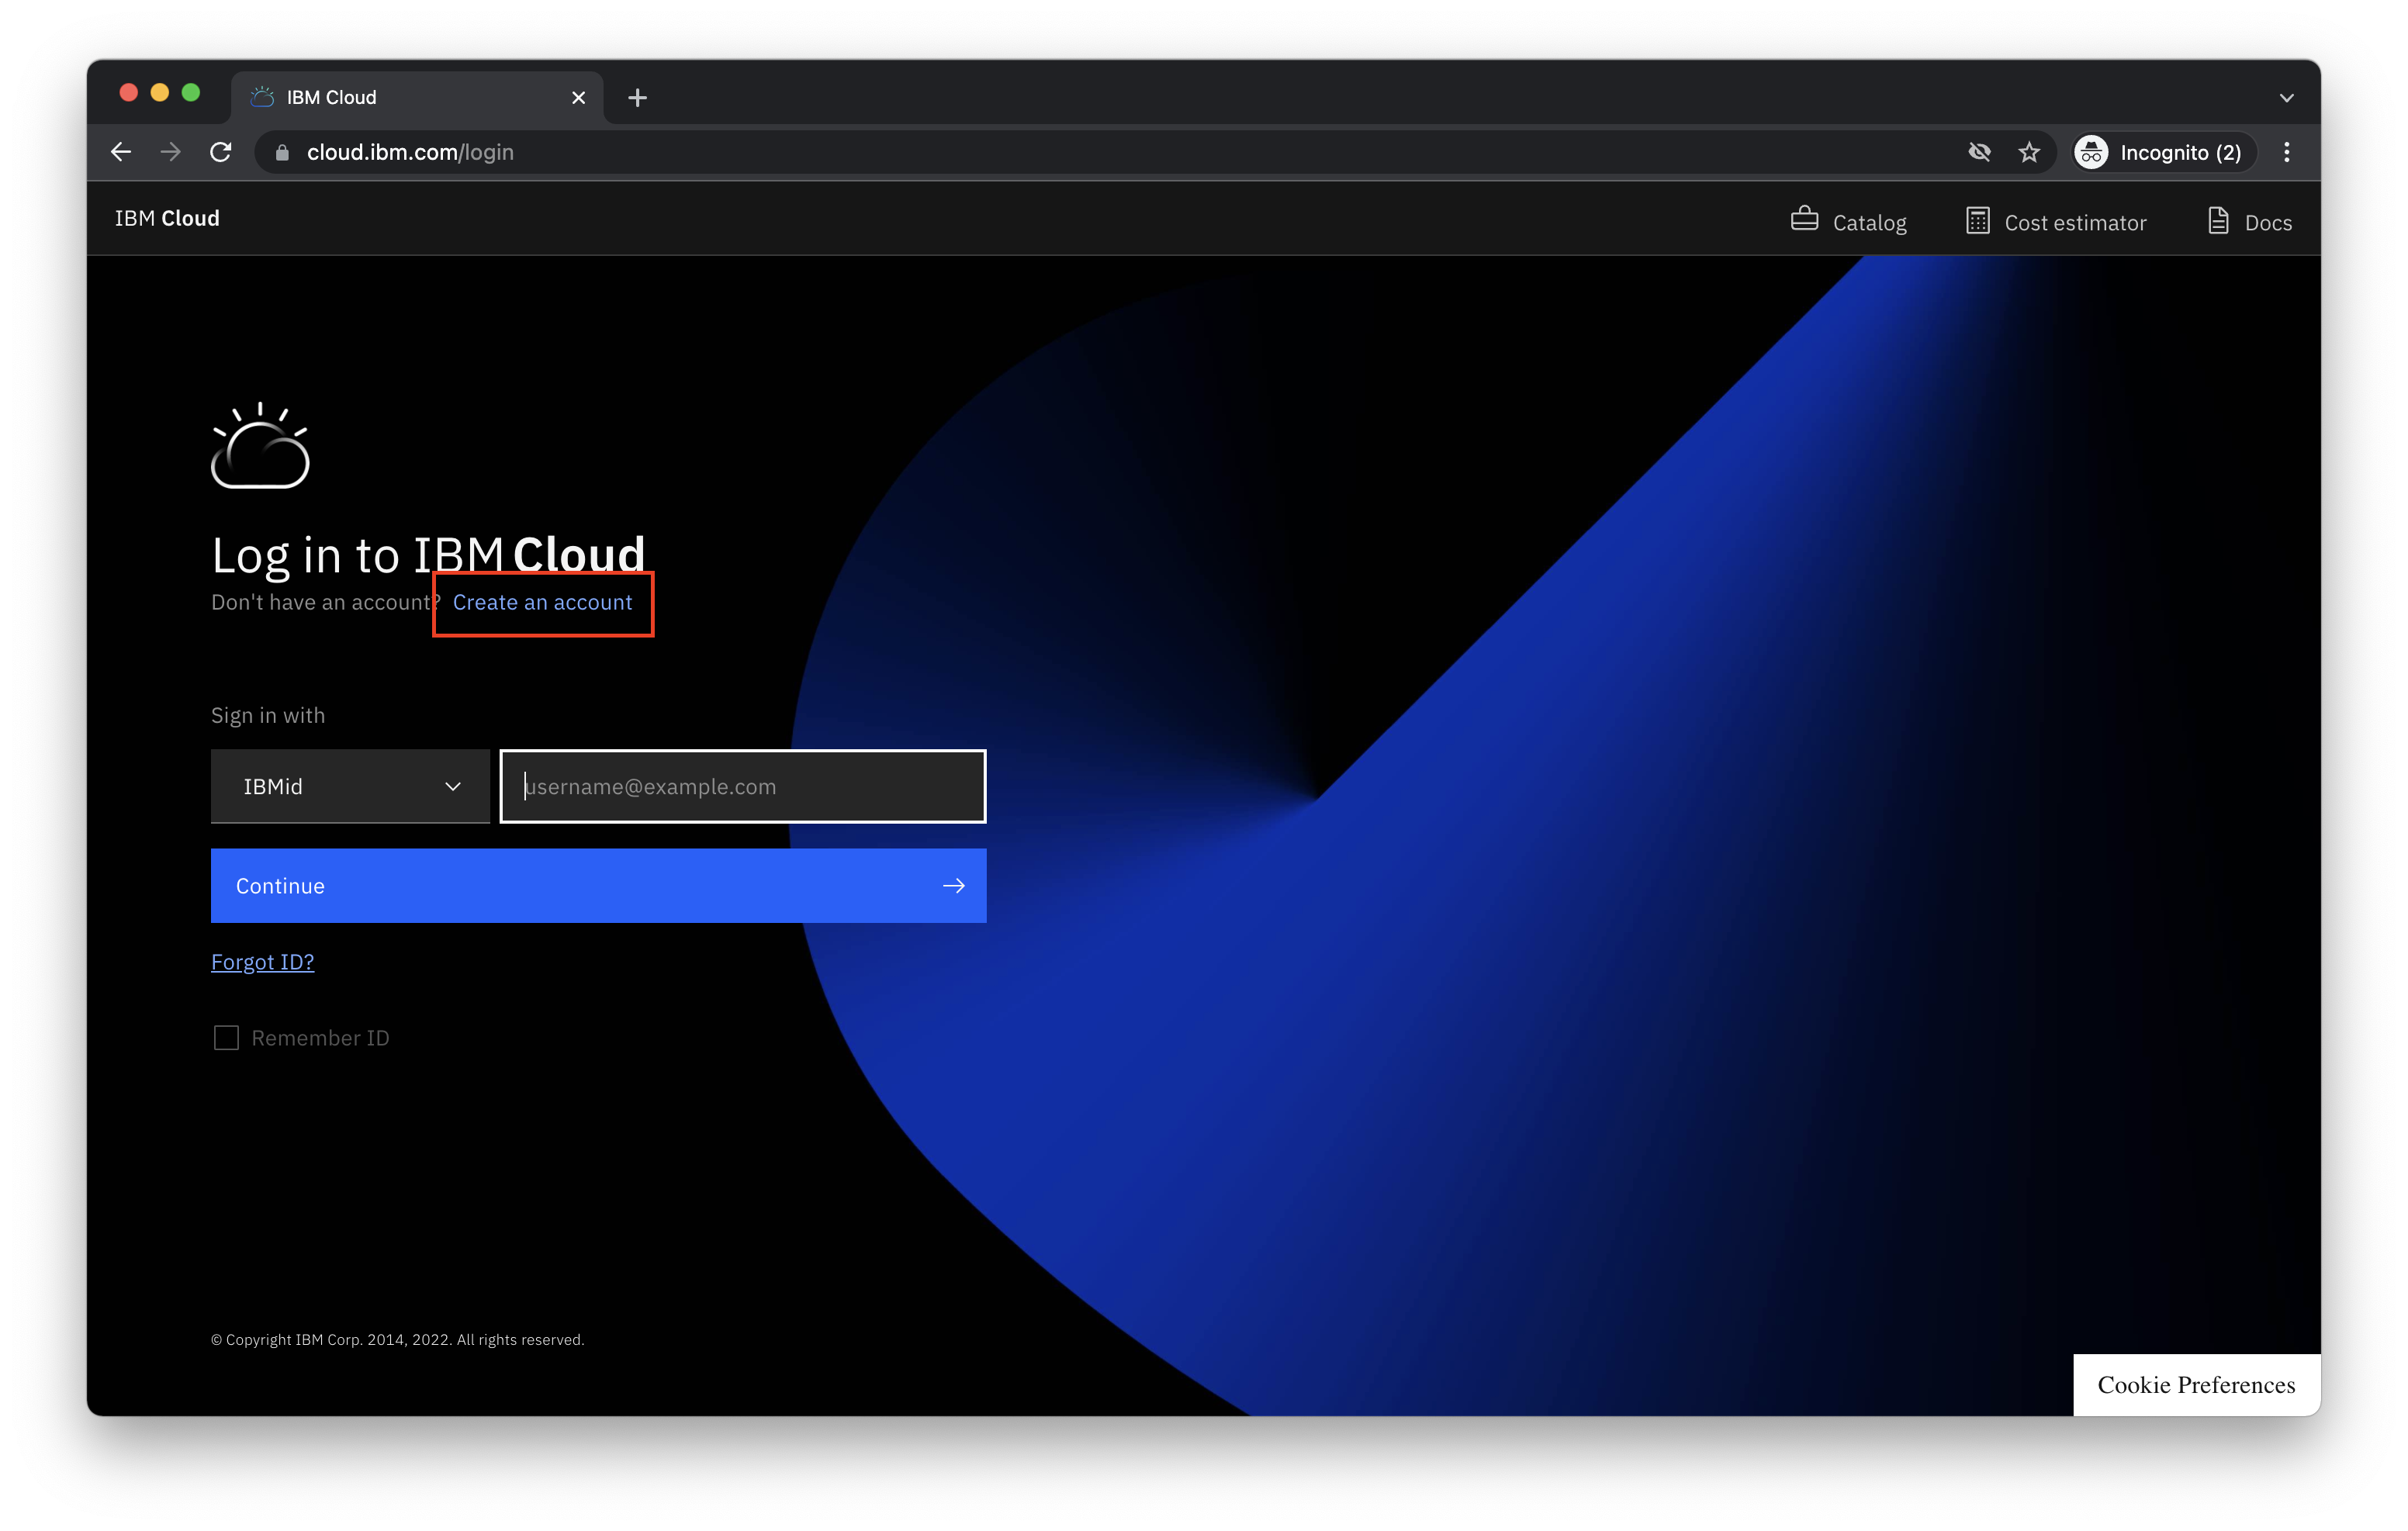 IBM Cloud
cloud.ibm.com/login
Incognito (2)
IBM Cloud
Catalog
Cost estimator
Docs
Log in to IBM Cloud
Don't have an account? Create an account
Sign in with
IBMid
username@example.com
Continue
Forgot ID?
Remember ID
© Copyright IBM Corp. 2014, 2022. All rights reserved.
Cookie Preferences